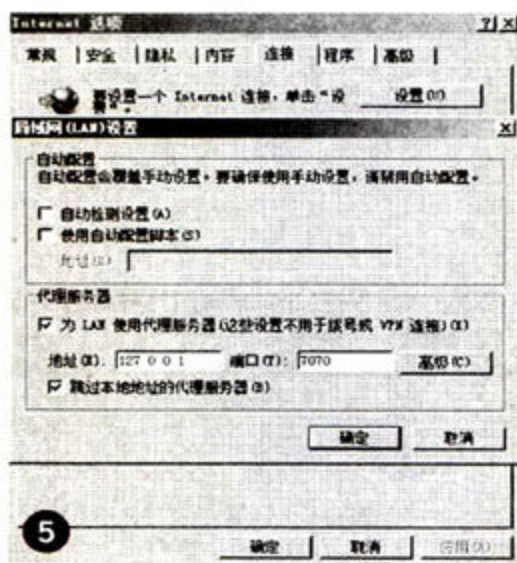 Internet 选项
常规 安全 隐私 内容 连接 程序 高级
要设置一个 Internet 连接，单击“设 设置(U)
局域网(LAN)设置
自动配置
自动配置会覆盖手动设置。要确保使用手动设置，请禁用自动配置。
自动检测设置(A)
使用自动配置脚本(S)
代理服务器
为 LAN 使用代理服务器(这些设置不用于拨号或 VPN 连接)(X)
地址(E): 127 0 0 1 端口(T): 7070 高级(C)
跳过本地地址的代理服务器(B)
确定 取消
5
确定 取消 应用(A)